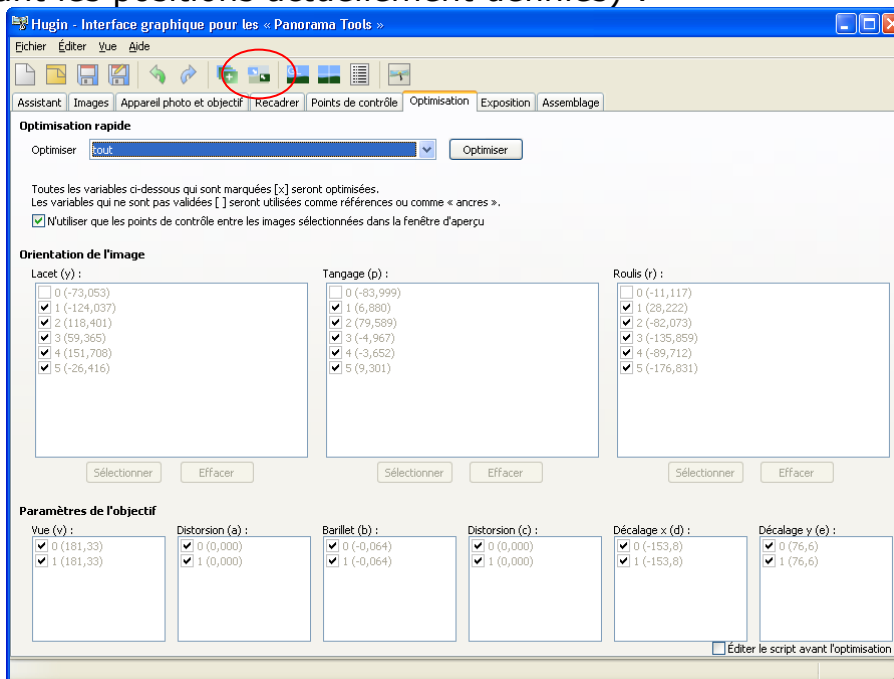 ant les positions actuellement définies) .
Hugin - Interface graphique pour les « Panorama Tools »
Fichier Éditer Vue Aide
Assistant Images Appareil photo et objectif Recadrer Points de contrôle Optimisation Exposition Assemblage
Optimisation rapide
Optimiser tout Optimiser
Toutes les variables ci-dessous qui sont marquées [x] seront optimisées.
Les variables qui ne sont pas validées [ ] seront utilisées comme références ou comme « ancres ».
N'utiliser que les points de contrôle entre les images sélectionnées dans la fenêtre d'aperçu
Orientation de l'image
Lacet (y) : Tangage (p) : Roulis (r) :
0 (-73,053) 0 (-83,999) 0 (-11,117)
1 (-124,037) 1 (6,880) 1 (28,222)
2 (118,401) 2 (79,589) 2 (-82,073)
3 (59,365) 3 (-4,967) 3 (-135,859)
4 (151,708) 4 (-3,652) 4 (-89,712)
5 (-26,416) 5 (9,301) 5 (-176,831)
Sélectionner Effacer Sélectionner Effacer Sélectionner Effacer
Paramètres de l'objectif
Vue (v) : Distorsion (a) : Barillet (b) : Distorsion (c) : Décalage x (d) : Décalage y (e) :
0 (181,33) 0 (0,000) 0 (-0,064) 0 (0,000) 0 (-153,8) 0 (76,6)
1 (181,33) 1 (0,000) 1 (-0,064) 1 (0,000) 1 (-153,8) 1 (76,6)
Éditer le script avant l'optimisation